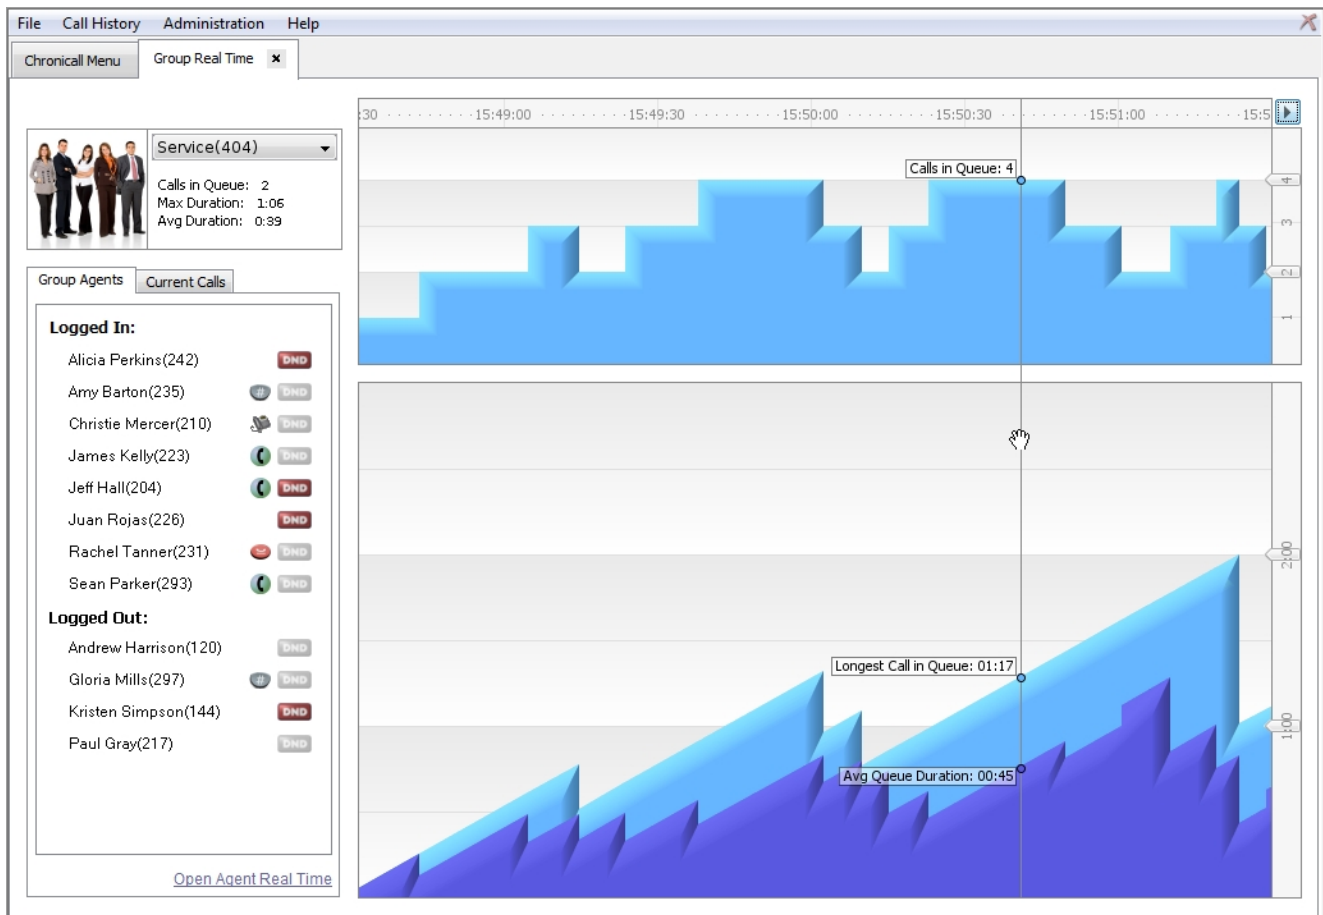 File Call History Administration Help
Chronicall Menu Group Real Time
:30 15:49:00 15:49:30 15:50:00 15:50:30 15:51:00 15:5
Service(404)
Calls in Queue: 2
Max Duration: 1:06
Avg Duration: 0:39
Calls in Queue: 4
4
3
2
1
Group Agents Current Calls
Logged In:
Alicia Perkins(242) DND
Amy Barton(235) # DND
Christie Mercer(210) DND
James Kelly(223) DND
Jeff Hall(204) DND
Juan Rojas(226) DND
Rachel Tanner(231) DND
Sean Parker(293) DND
Logged Out:
Andrew Harrison(120) DND
Gloria Mills(297) # DND
Kristen Simpson(144) DND
Paul Gray(217) DND
Open Agent Real Time
2:00
Longest Call in Queue: 01:17
1:00
Avg Queue Duration: 00:45